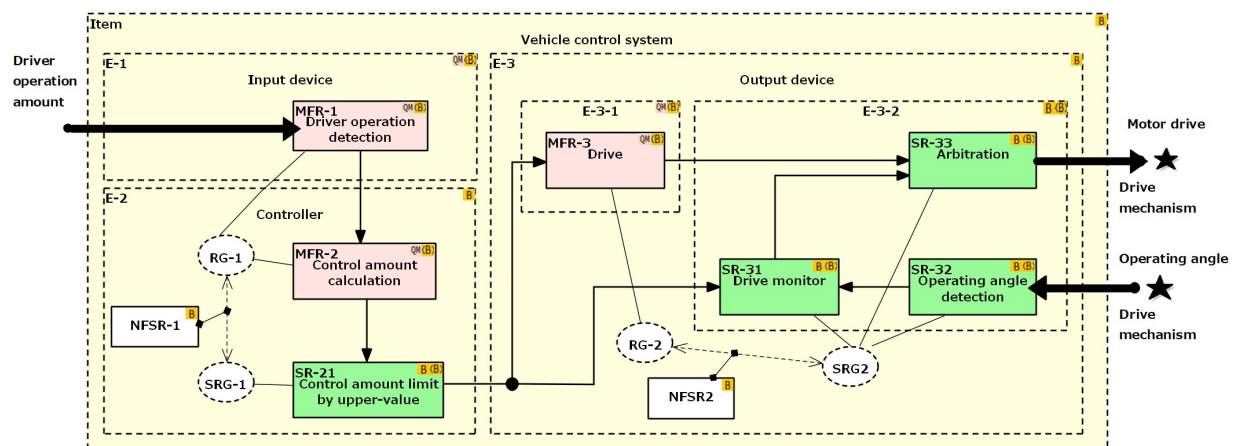 Item
B
Vehicle control system
Driver
operation
amount
E-1
QM(B)
Input device
MFR-1
QM(B)
Driver operation
detection
E-2
B
Controller
RG-1
MFR-2
QM(B)
Control amount
calculation
NFSR-1
B
SRG-1
SR-21
B(B)
Control amount limit
by upper-value
E-3
B
Output device
E-3-1
QM(B)
MFR-3
QM(B)
Drive
E-3-2
B(B)
SR-33
B(B)
Arbitration
SR-31
B(B)
Drive monitor
SR-32
B(B)
Operating angle
detection
RG-2
SRG2
NFSR2
B
Motor drive
Drive
mechanism
Operating angle
Drive
mechanism